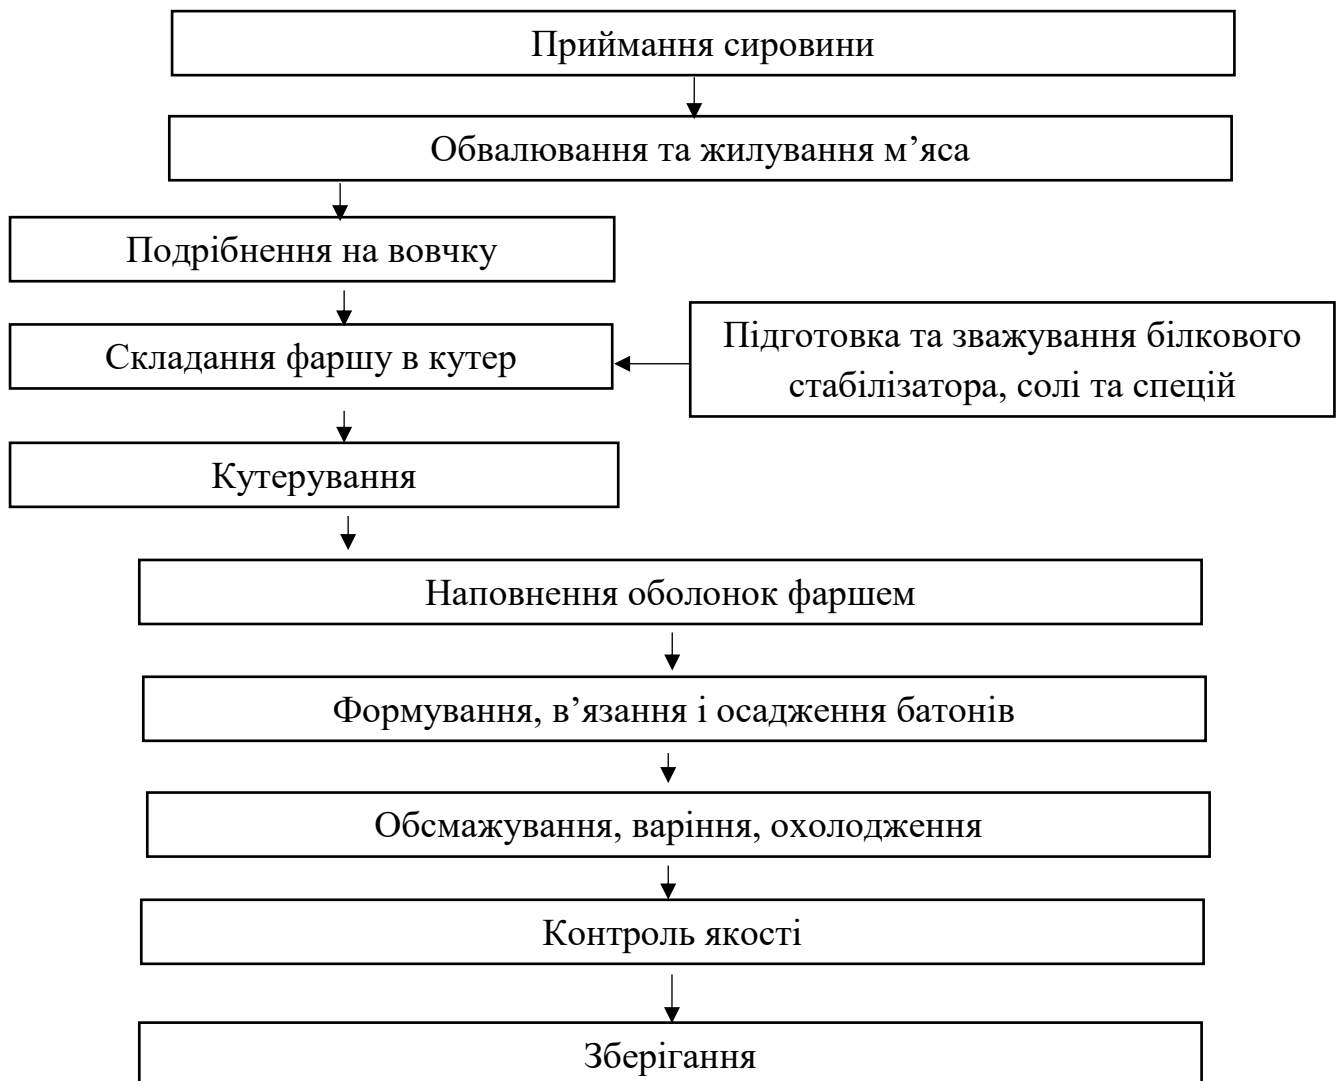 Приймання сировини
Обвалювання та жилування м’яса
Подрібнення на вовчку
Складання фаршу в кутер
Підготовка та зважування білкового
стабілізатора, солі та спецій
Кутерування
Наповнення оболонок фаршем
Формування, в’язання і осадження батонів
Обсмажування, варіння, охолодження
Контроль якості
Зберігання